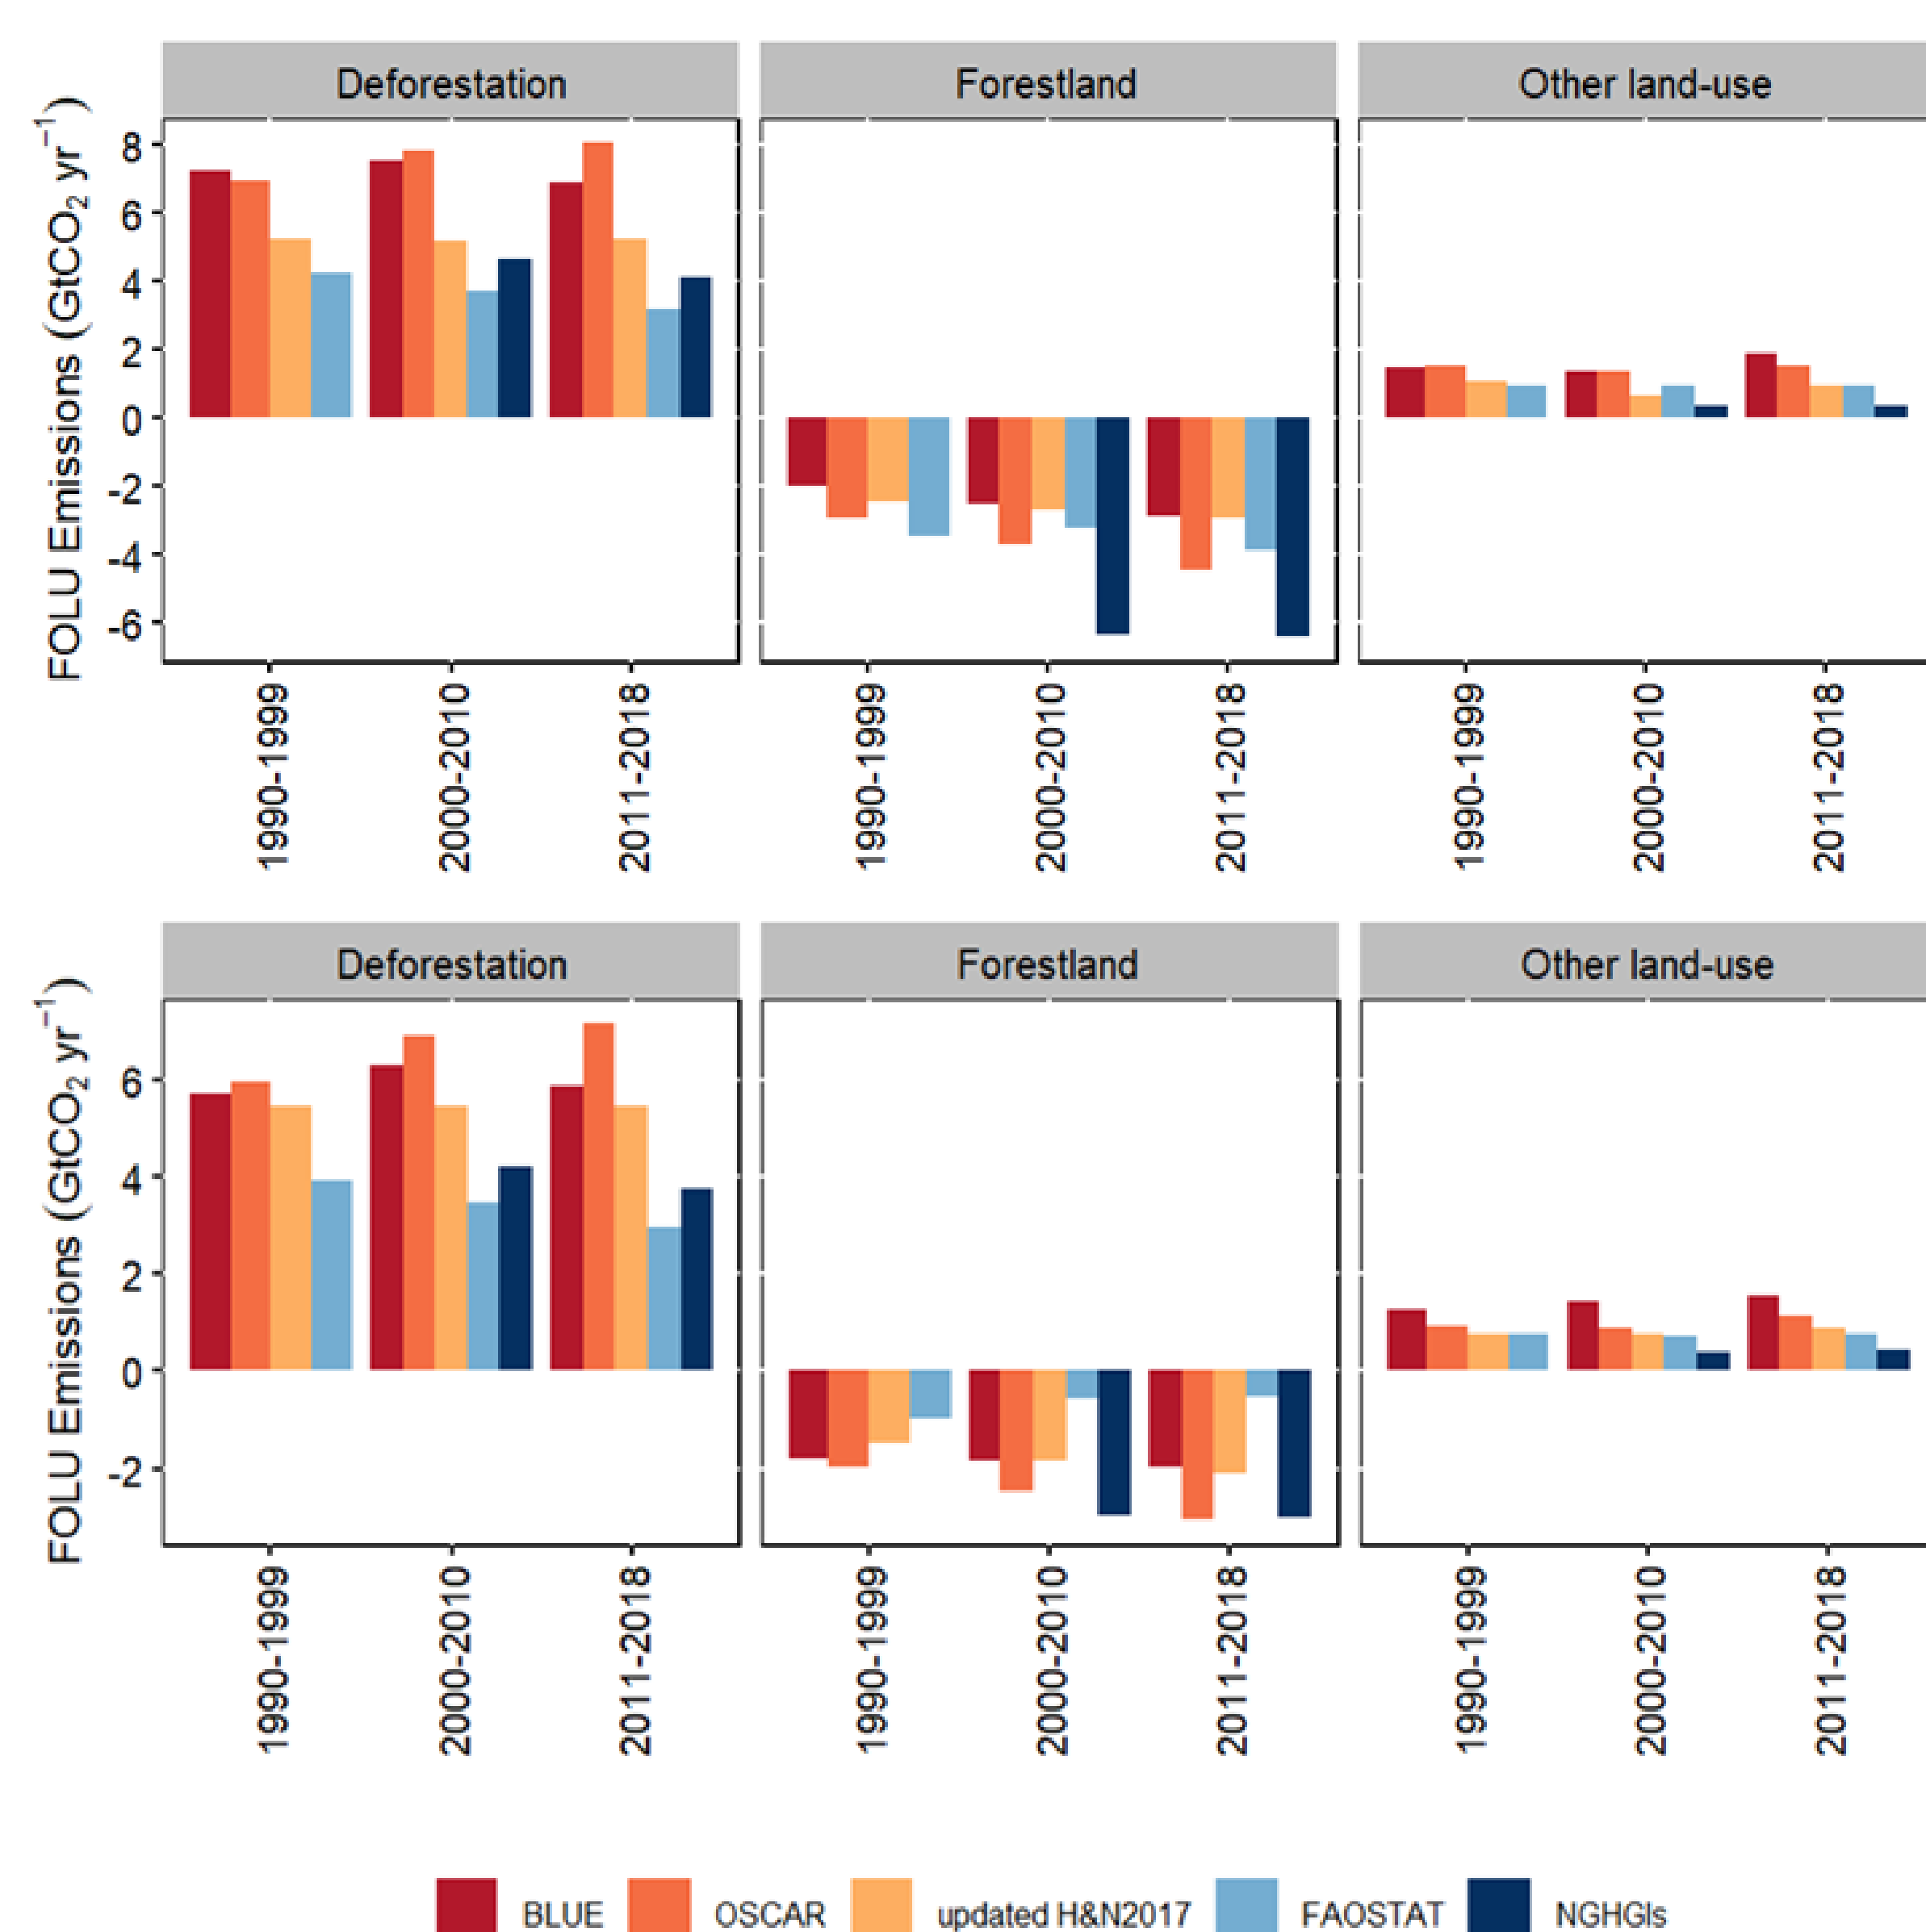 Deforestation Forestland Other land-use
FOLU Emissions (GtCO2 yr−1)
8
6
4
2
0
-2
-4
-6
1990-1999 2000-2010 2011-2018 1990-1999 2000-2010 2011-2018 1990-1999 2000-2010 2011-2018
Deforestation Forestland Other land-use
FOLU Emissions (GtCO2 yr−1)
6
4
2
0
-2
1990-1999 2000-2010 2011-2018 1990-1999 2000-2010 2011-2018 1990-1999 2000-2010 2011-2018
BLUE OSCAR updated H&N2017 FAOSTAT NGHGIs